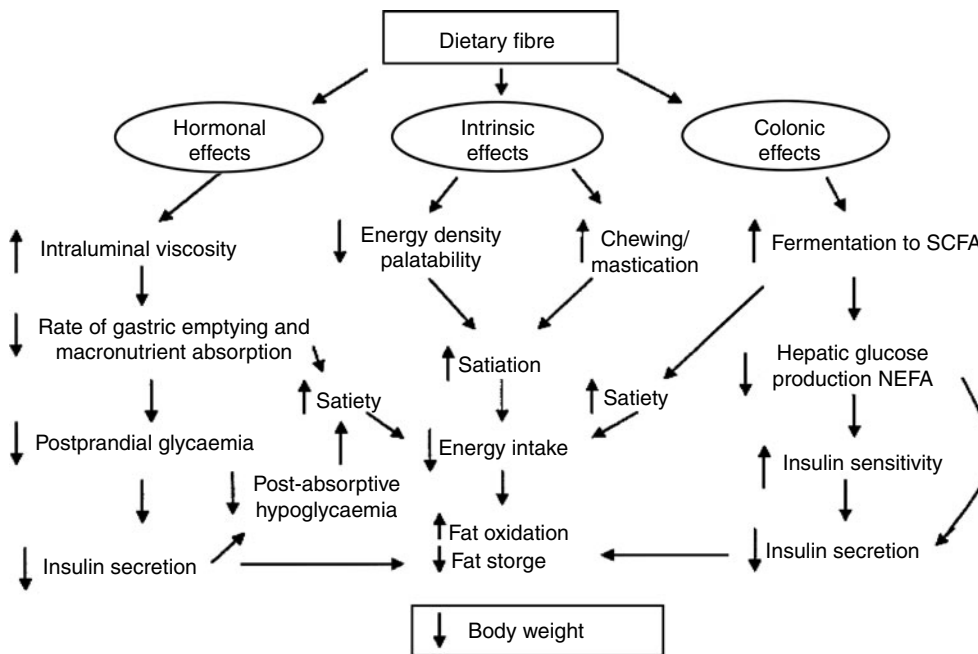 Dietary fibre
Hormonal
effects
Intrinsic
effects
Colonic
effects
Intraluminal viscosity
Energy density
palatability
Chewing/
mastication
Fermentation to SCFA
Rate of gastric emptying and
macronutrient absorption
Satiation
Hepatic glucose
production NEFA
Satiety
Satiety
Postprandial glycaemia
Energy intake
Insulin sensitivity
Post-absorptive
hypoglycaemia
Fat oxidation
Fat storge
Insulin secretion
Insulin secretion
Body weight